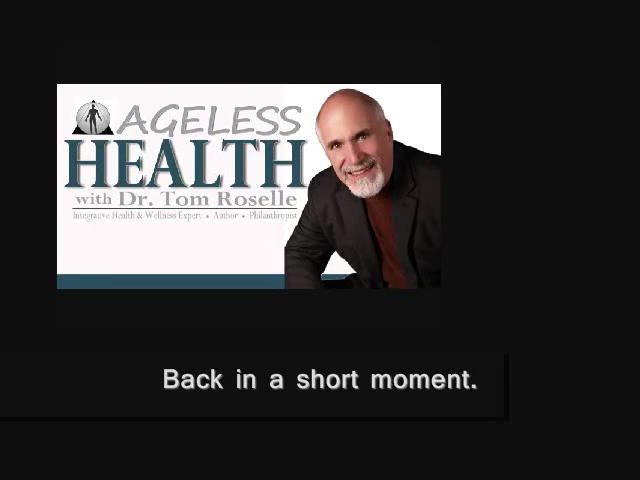 AGELESS
HEALTH
with Dr. Tom Roselle
Integrative Health & Wellness Expert • Author • Philanthropist
Back in a short moment.